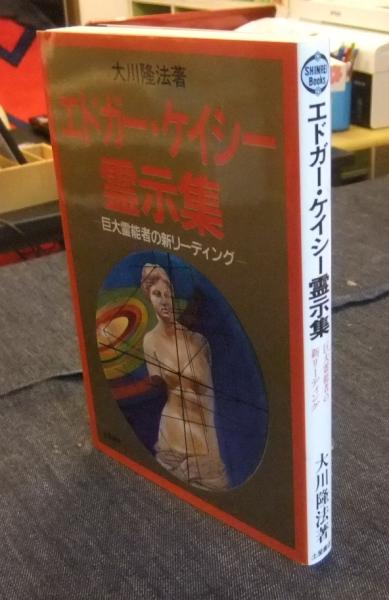 大川隆法著
エドガー・ケイシー
霊示集
巨大霊能者の新リーディング
SHINREI
Books
エドガー・ケイシー霊示集
巨大霊能者の
新リーディング
大川隆法著